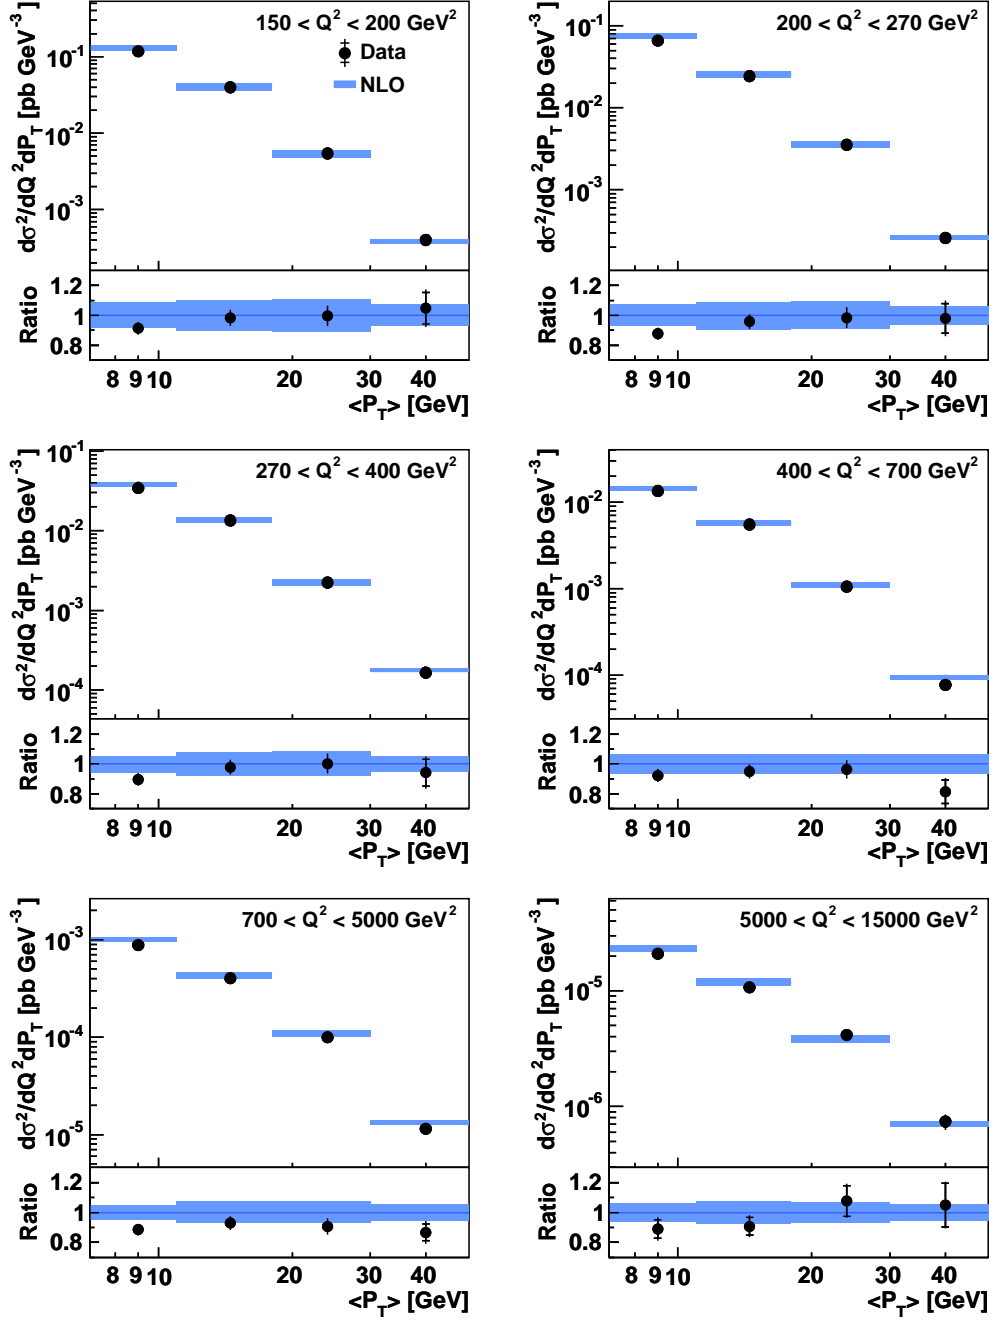 150 < Q² < 200 GeV²
Data
NLO
dσ²/dQ²dP_T [pb GeV⁻³]
10⁻¹
10⁻²
10⁻³
Ratio
1.2
1
0.8
8 9 10 20 30 40
<P_T> [GeV]
200 < Q² < 270 GeV²
dσ²/dQ²dP_T [pb GeV⁻³]
10⁻¹
10⁻²
10⁻³
Ratio
1.2
1
0.8
8 9 10 20 30 40
<P_T> [GeV]
270 < Q² < 400 GeV²
dσ²/dQ²dP_T [pb GeV⁻³]
10⁻¹
10⁻²
10⁻³
10⁻⁴
Ratio
1.2
1
0.8
8 9 10 20 30 40
<P_T> [GeV]
400 < Q² < 700 GeV²
dσ²/dQ²dP_T [pb GeV⁻³]
10⁻²
10⁻³
10⁻⁴
Ratio
1.2
1
0.8
8 9 10 20 30 40
<P_T> [GeV]
700 < Q² < 5000 GeV²
dσ²/dQ²dP_T [pb GeV⁻³]
10⁻³
10⁻⁴
10⁻⁵
Ratio
1.2
1
0.8
8 9 10 20 30 40
<P_T> [GeV]
5000 < Q² < 15000 GeV²
dσ²/dQ²dP_T [pb GeV⁻³]
10⁻⁵
10⁻⁶
Ratio
1.2
1
0.8
8 9 10 20 30 40
<P_T> [GeV]